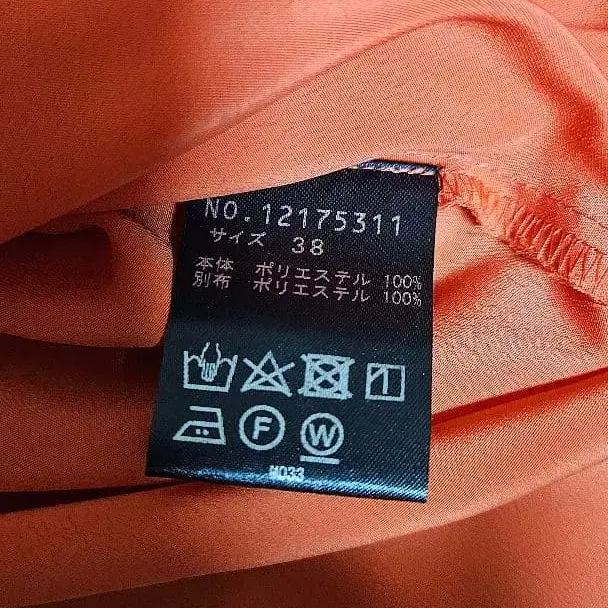 NO.12175311
サイズ 38
本体 ポリエステル 100%
別布 ポリエステル 100%
F W
M033